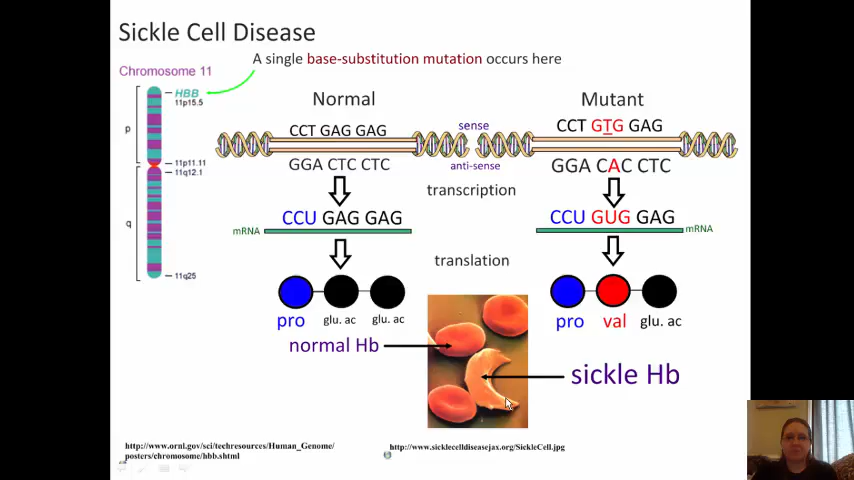 Sickle Cell Disease
A single base-substitution mutation occurs here
Chromosome 11
HBB
11p15.5
p
11p11.11
11q12.1
q
11q25
Normal
Mutant
CCT GAG GAG
sense
CCT GTG GAG
GGA CTC CTC
anti-sense
GGA CAC CTC
transcription
CCU GAG GAG
CCU GUG GAG
mRNA
mRNA
translation
pro
glu. ac
glu. ac
pro
val
glu. ac
normal Hb
sickle Hb
http://www.ornl.gov/sci/techresources/Human_Genome/
posters/chromosome/hbb.shtml
http://www.sicklecelldiseasejax.org/SickleCell.jpg